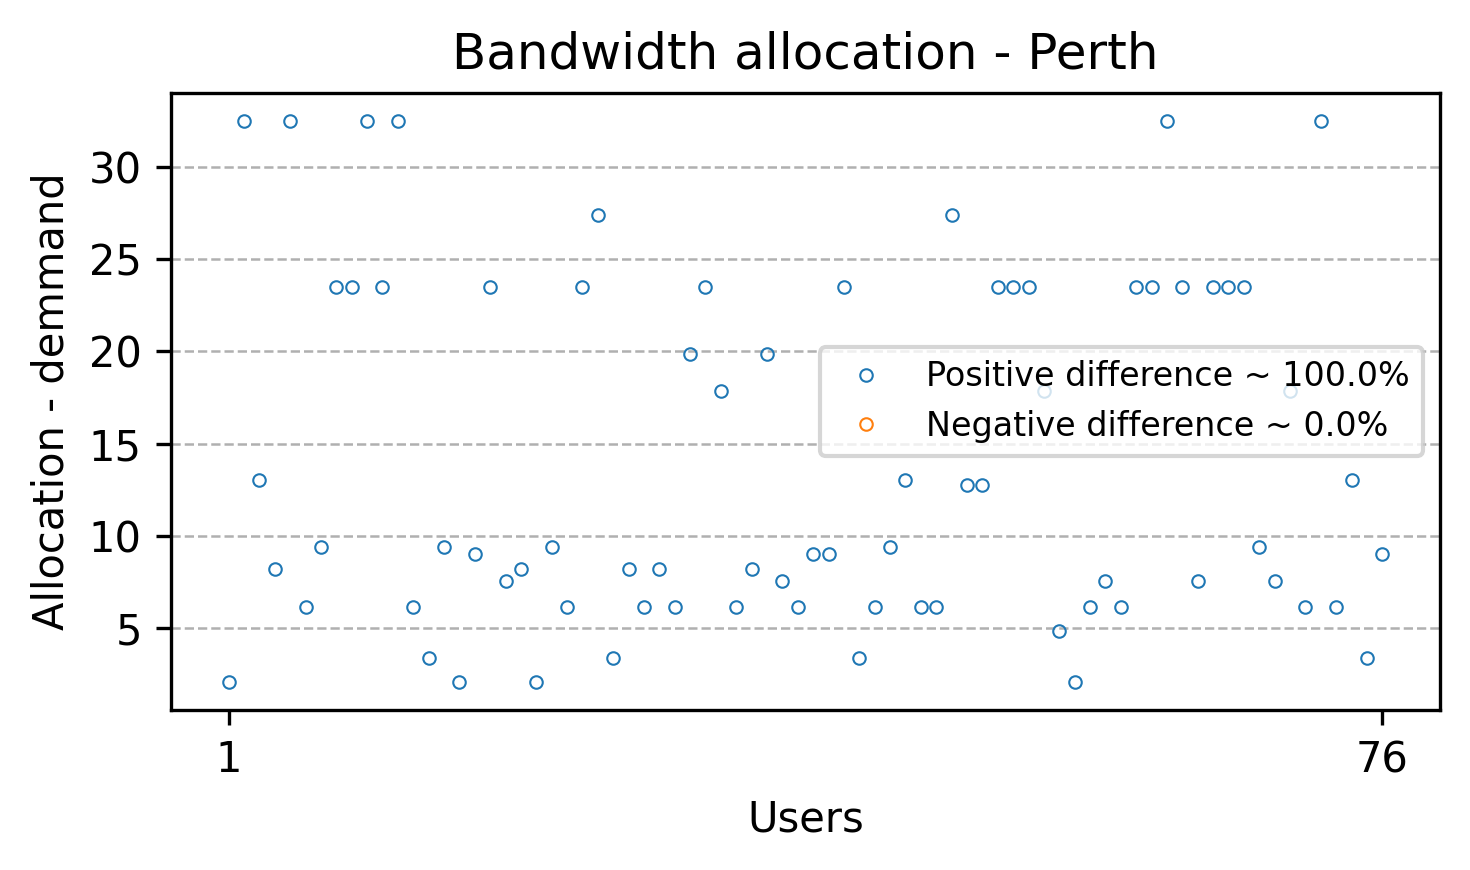 Bandwidth allocation - Perth
Allocation - demmand
30
25
20
15
10
5
Positive difference ~ 100.0%
Negative difference ~ 0.0%
1
76
Users